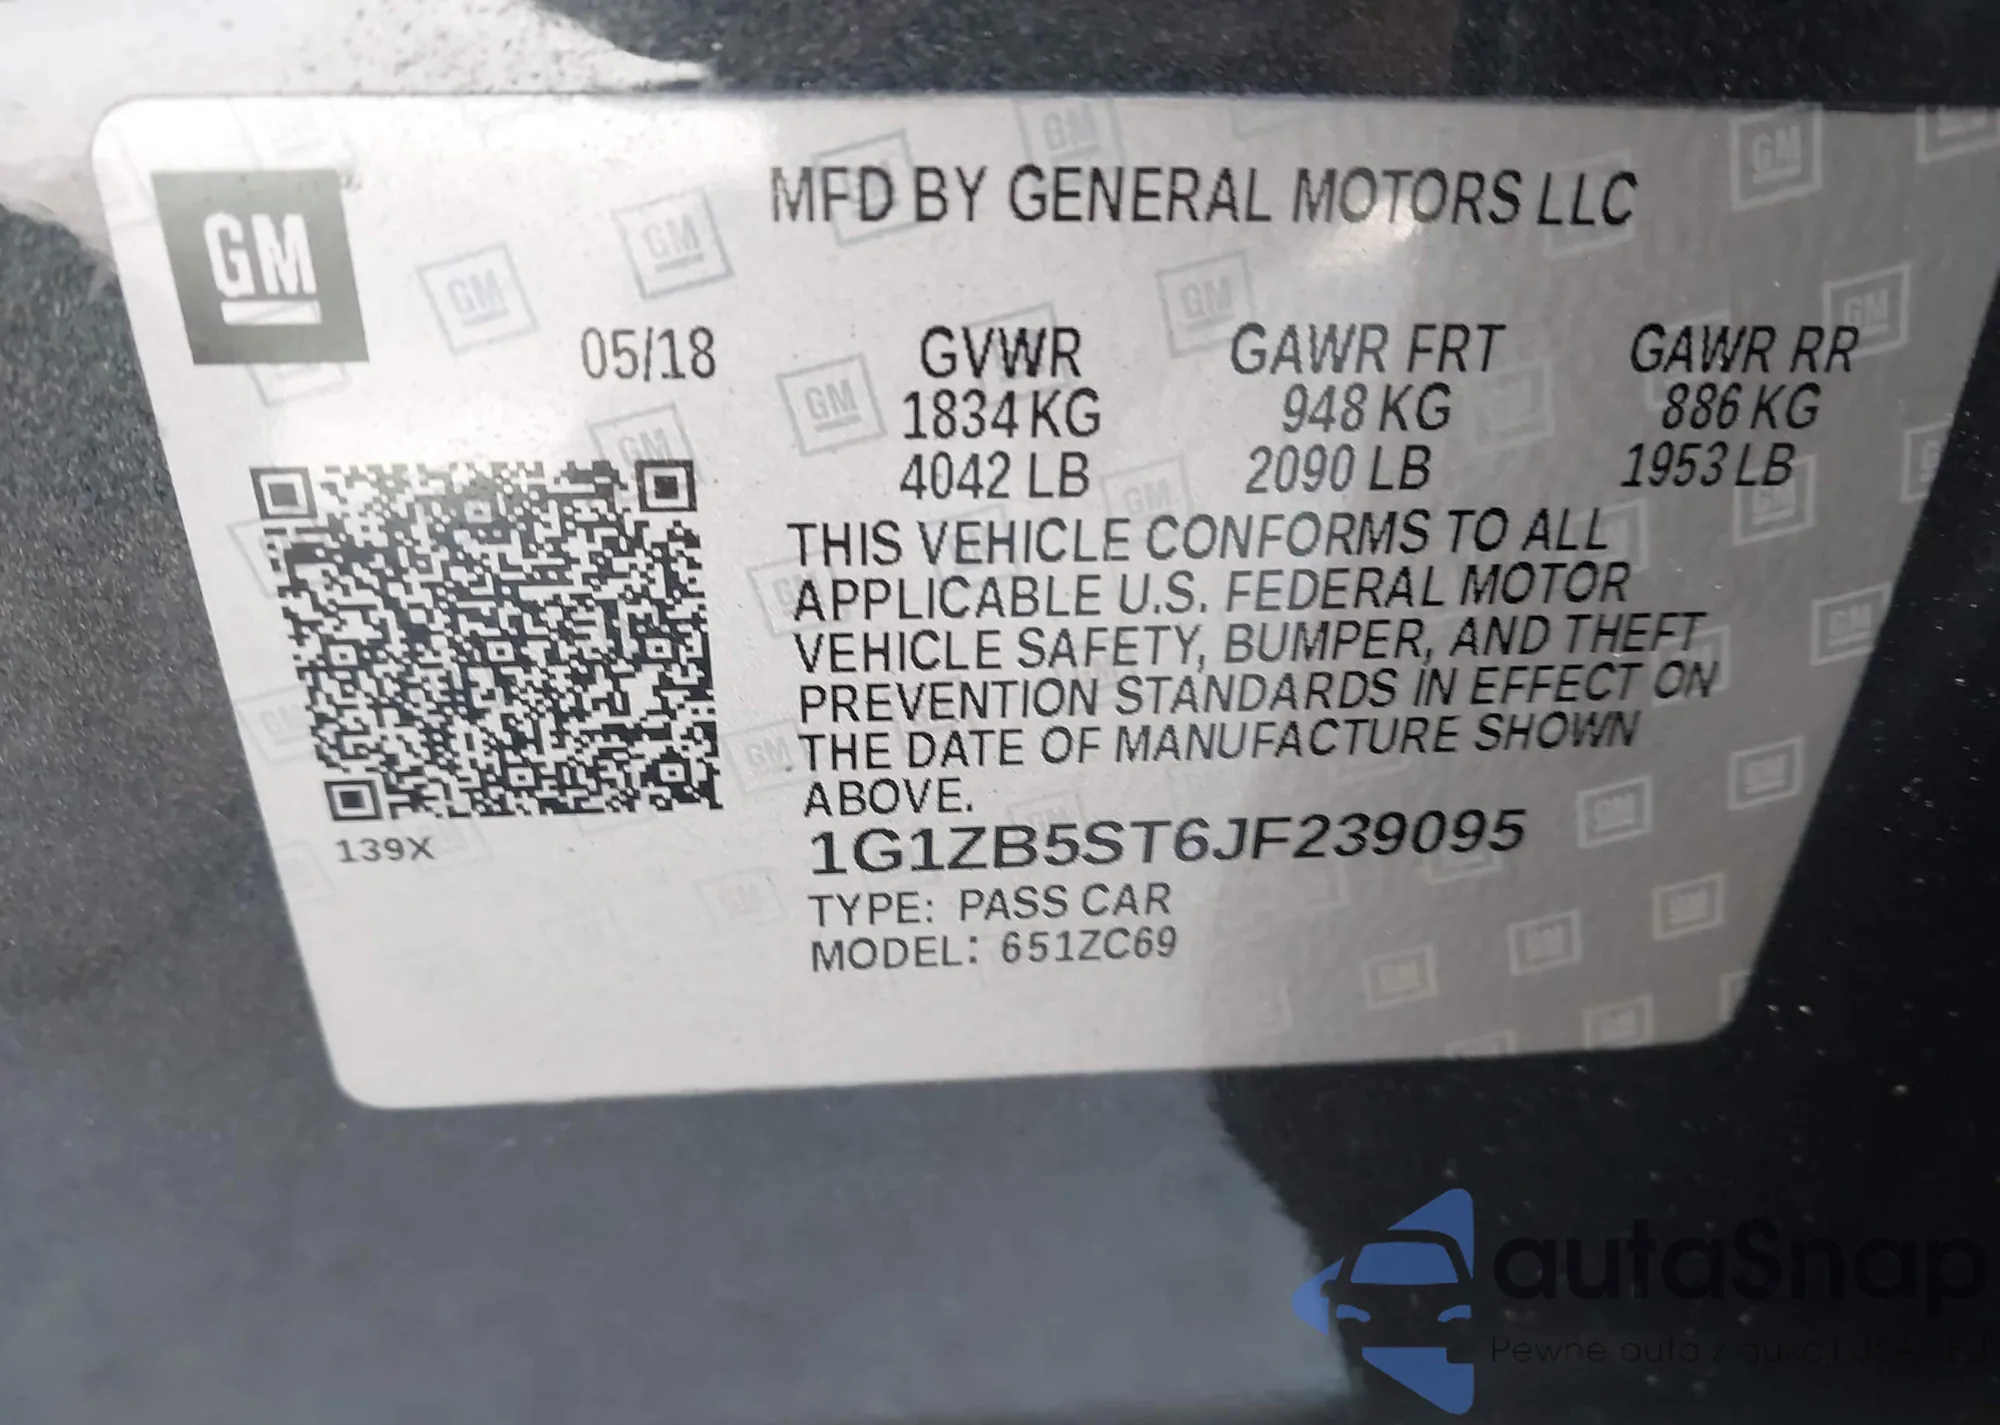 GM
MFD BY GENERAL MOTORS LLC
05/18 GVWR GAWR FRT GAWR RR
1834 KG 948 KG 886 KG
4042 LB 2090 LB 1953 LB
THIS VEHICLE CONFORMS TO ALL
APPLICABLE U.S. FEDERAL MOTOR
VEHICLE SAFETY, BUMPER, AND THEFT
PREVENTION STANDARDS IN EFFECT ON
THE DATE OF MANUFACTURE SHOWN
ABOVE.
139X
1G1ZB5ST6JF239095
TYPE: PASS CAR
MODEL: 651ZC69
autaSnap
Pewne auta z